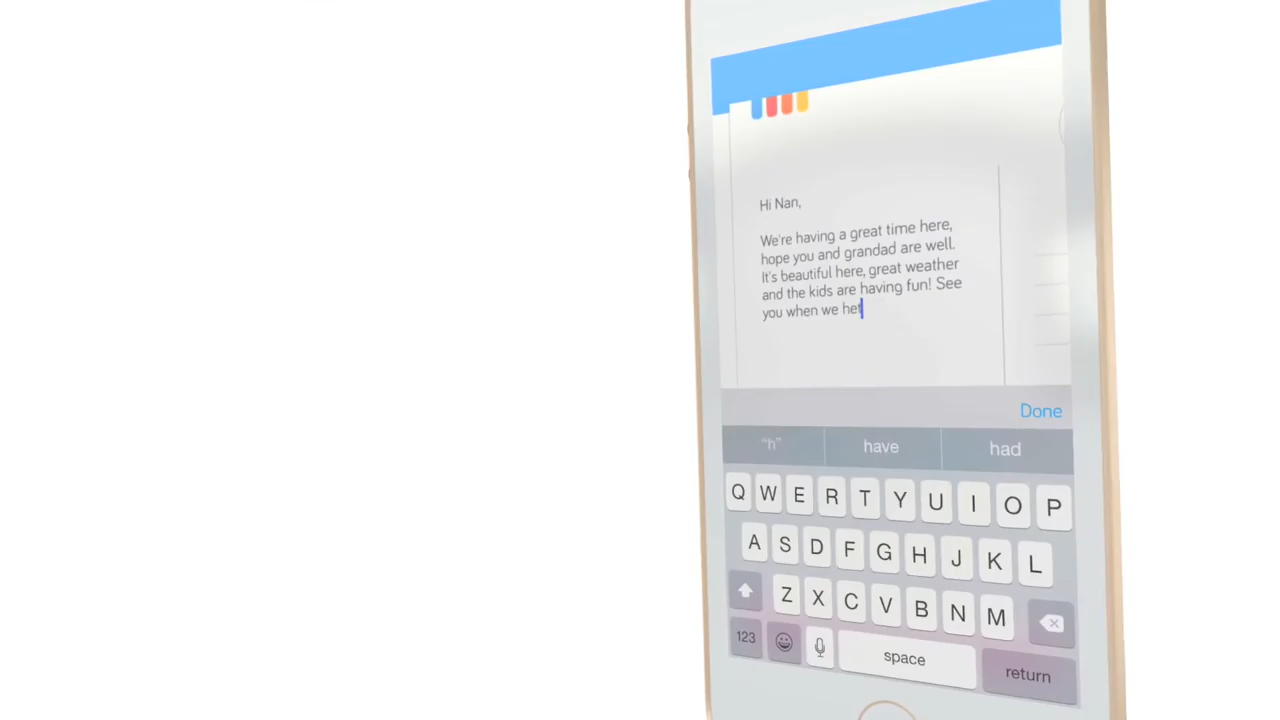 Hi Nan,
We're having a great time here,
hope you and grandad are well.
It's beautiful here, great weather
and the kids are having fun! See
you when we het
Done
"h" have had
Q W E R T Y U I O P
A S D F G H J K L
Z X C V B N M
123 space return